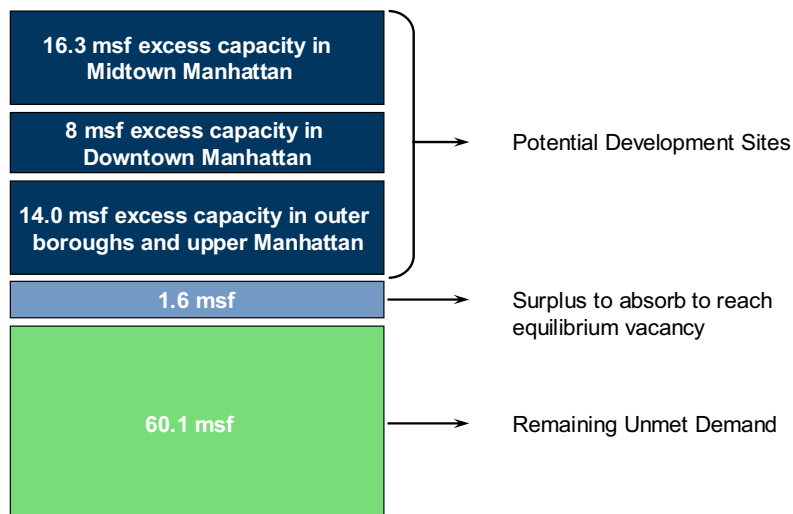 16.3 msf excess capacity in
Midtown Manhattan
8 msf excess capacity in
Downtown Manhattan
Potential Development Sites
14.0 msf excess capacity in outer
boroughs and upper Manhattan
1.6 msf
Surplus to absorb to reach
equilibrium vacancy
60.1 msf
Remaining Unmet Demand